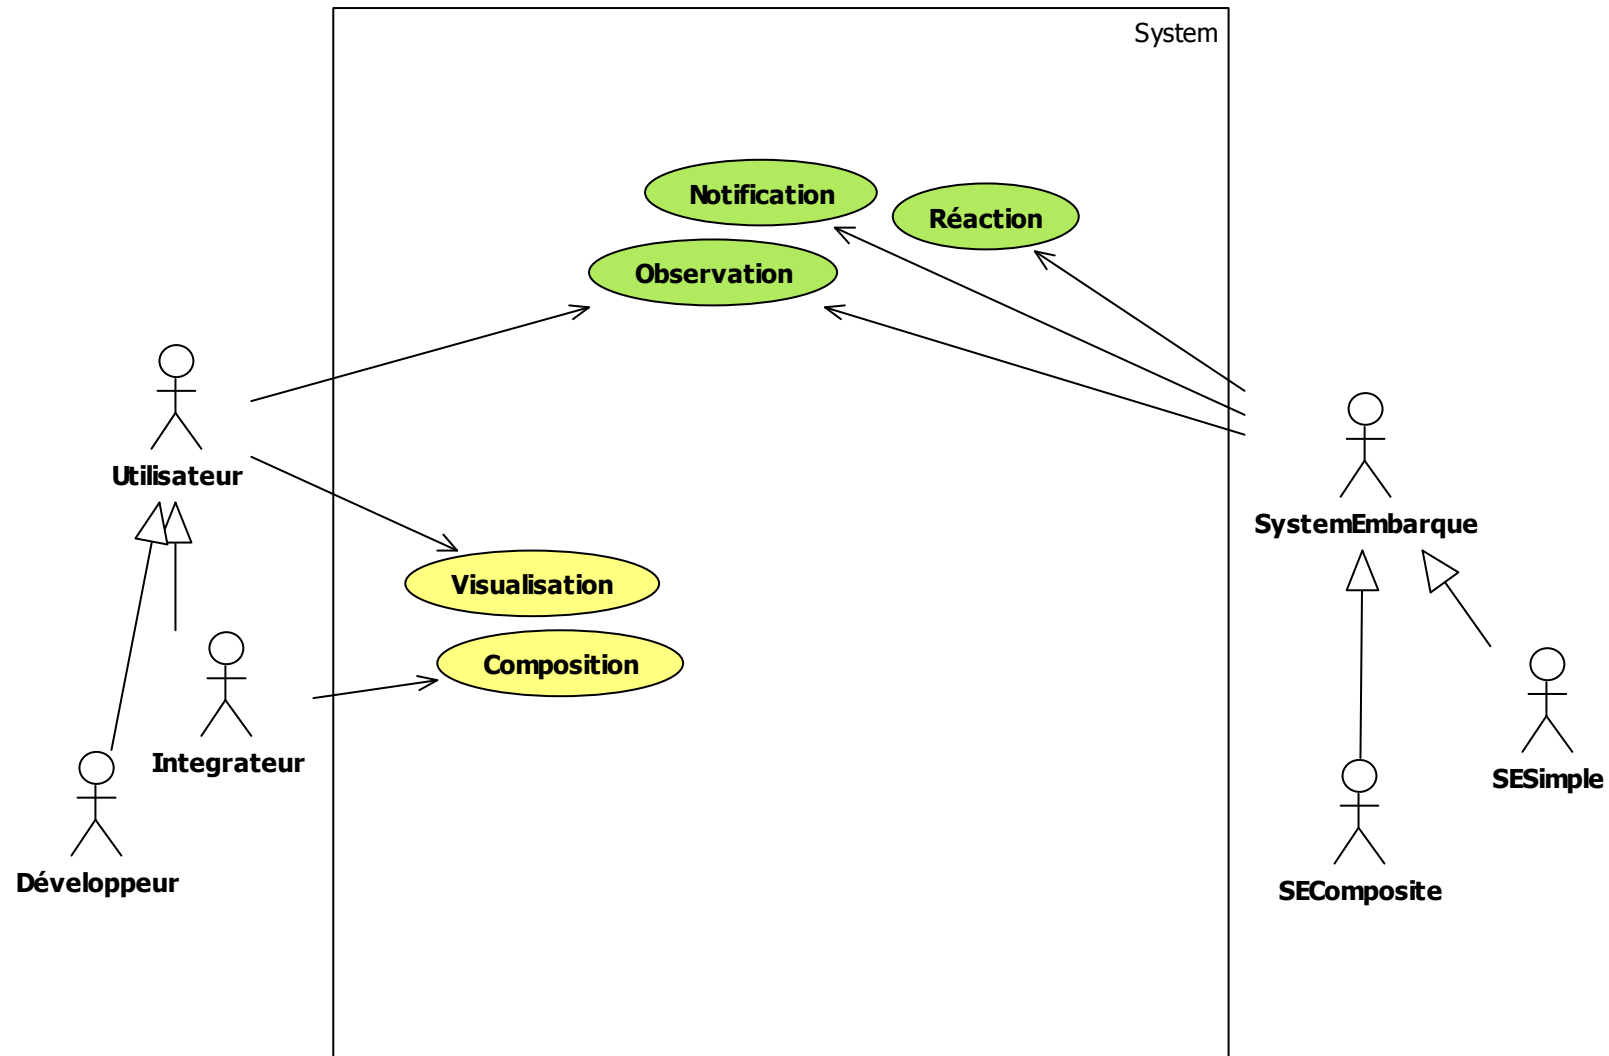 System
Notification
Réaction
Observation
Utilisateur
SystemEmbarque
Visualisation
Composition
Integrateur
SESimple
Développeur
SEComposite